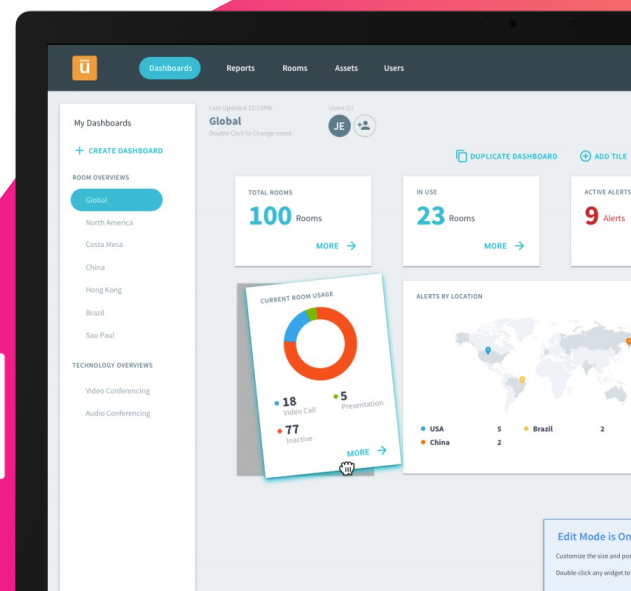 ū
Dashboards
Reports
Rooms
Assets
Users
My Dashboards
+ CREATE DASHBOARD
ROOM OVERVIEWS
Global
North America
Costa Mesa
China
Hong Kong
Brazil
Sau Paul
TECHNOLOGY OVERVIEWS
Video Conferencing
Audio Conferencing
Last Updated 12:33PM
Global
Double Click to Change name
Users (1)
JE
DUPLICATE DASHBOARD
ADD TILE
TOTAL ROOMS
100 Rooms
MORE →
IN USE
23 Rooms
MORE →
ACTIVE ALERTS
9 Alerts
CURRENT ROOM USAGE
18
Video Call
5
Presentation
77
Inactive
MORE →
ALERTS BY LOCATION
USA 5
Brazil 2
China 2
Edit Mode is On
Customize the size and pos
Double-click any widget to